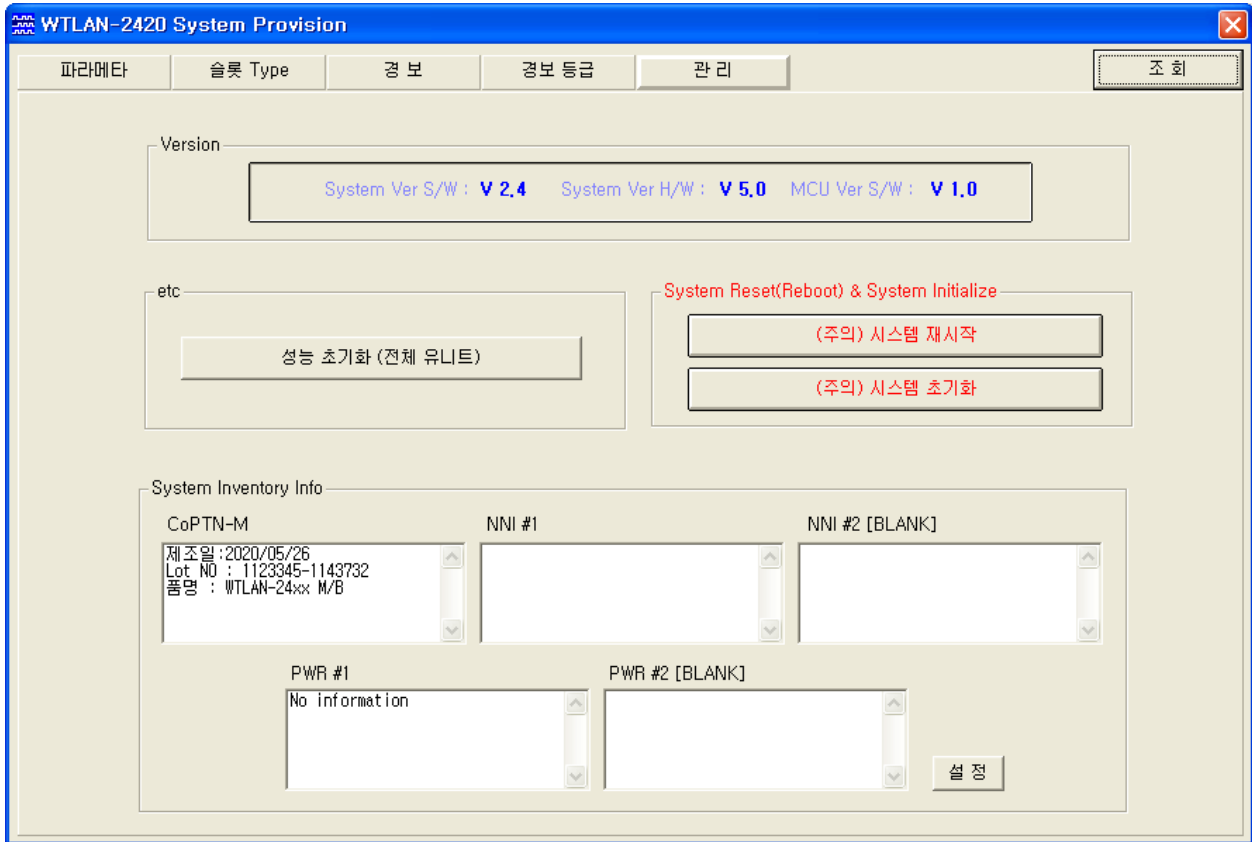 WTLAN-2420 System Provision
파라메타 슬롯 Type 경 보 경보 등급 관 리 조 회
Version
System Ver S/W : V 2.4 System Ver H/W : V 5.0 MCU Ver S/W : V 1.0
etc
System Reset(Reboot) & System Initialize
(주의) 시스템 재시작
성능 초기화 (전체 유니트)
(주의) 시스템 초기화
System Inventory Info
CoPTN-M NNI #1 NNI #2 [BLANK]
제조일:2020/05/26
Lot NO : 1123345-1143732
품명 : WTLAN-24xx M/B
PWR #1 PWR #2 [BLANK]
No information
설 정